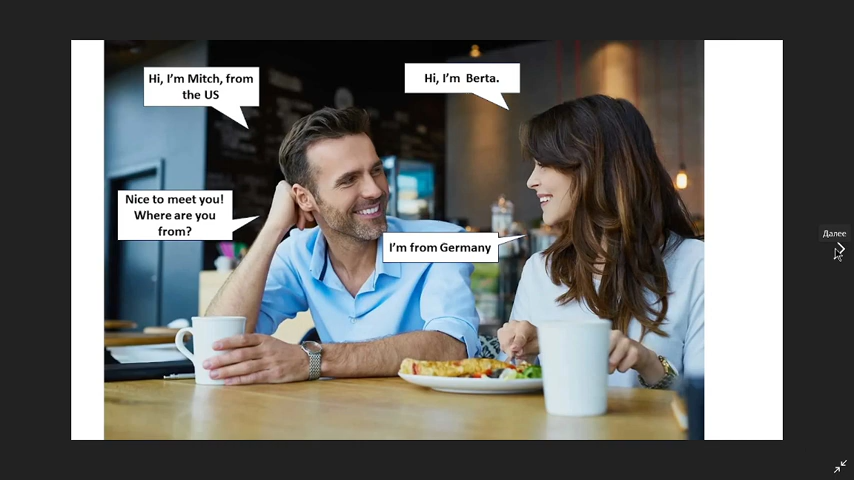 Hi, I'm Mitch, from
the US
Hi, I'm  Berta.
Nice to meet you!
Where are you
from?
I'm from Germany
Далее